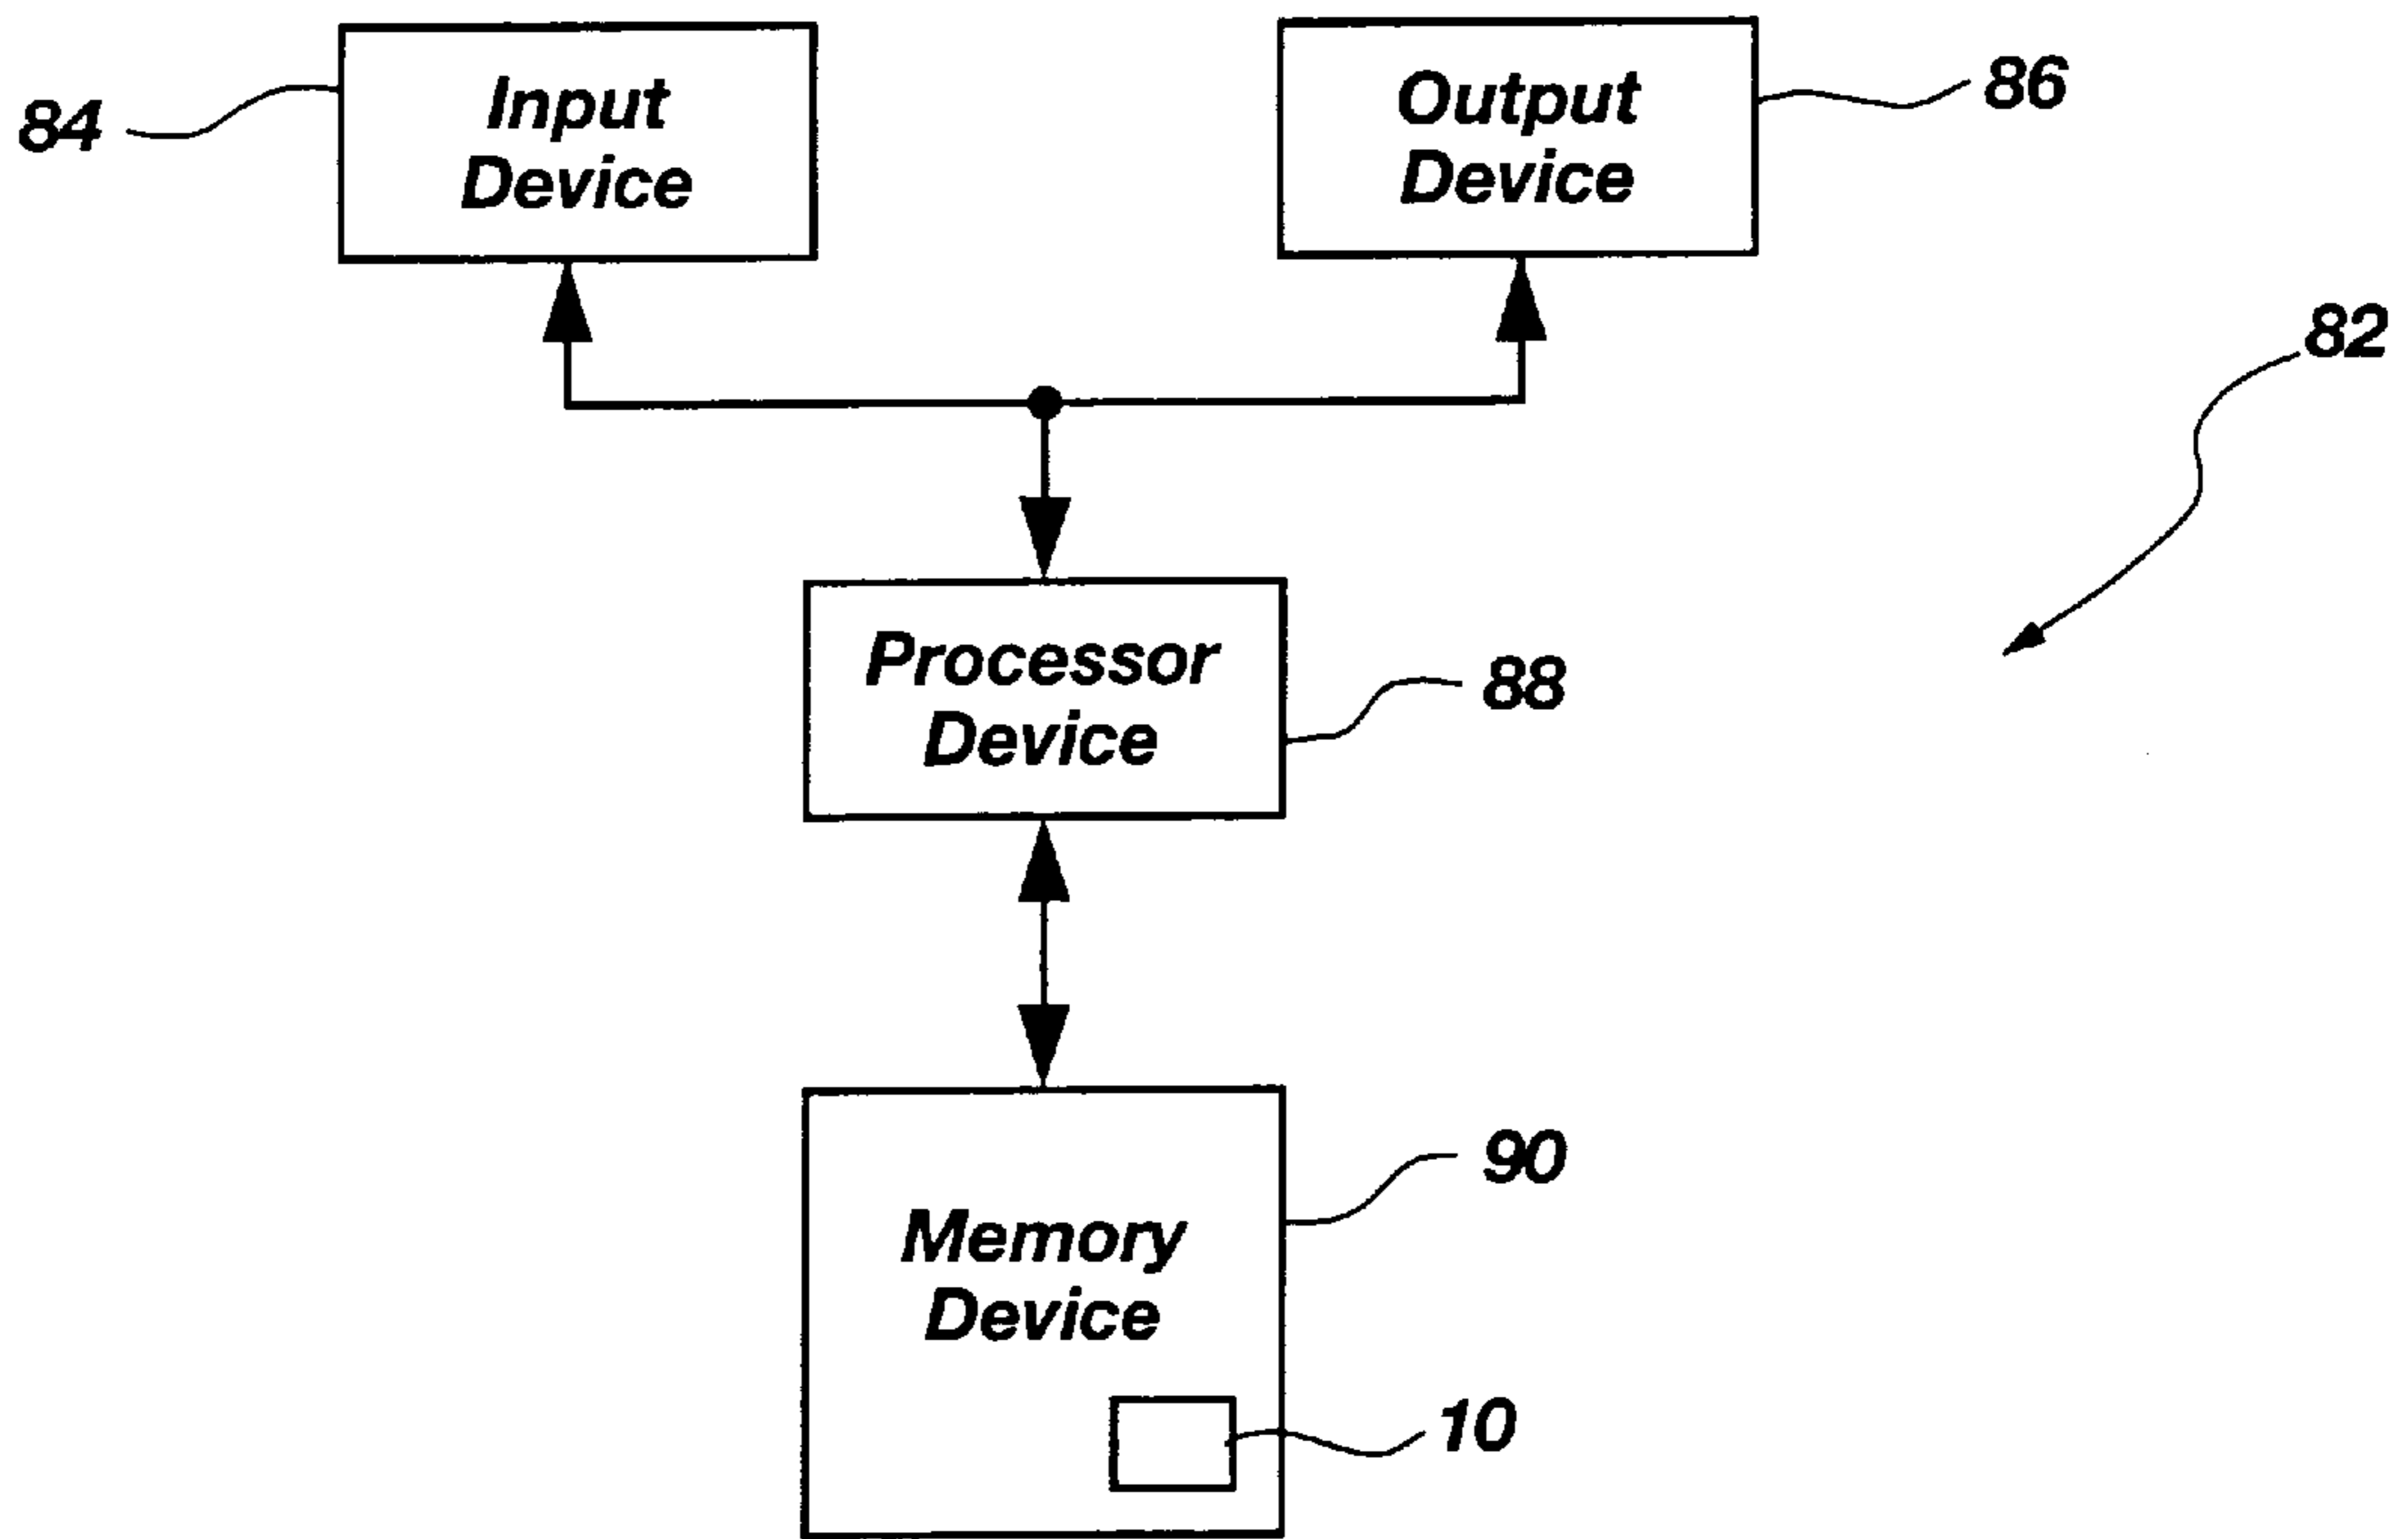 84
Input
Device
Output
Device
86
82
Processor
Device
88
Memory
Device
90
10